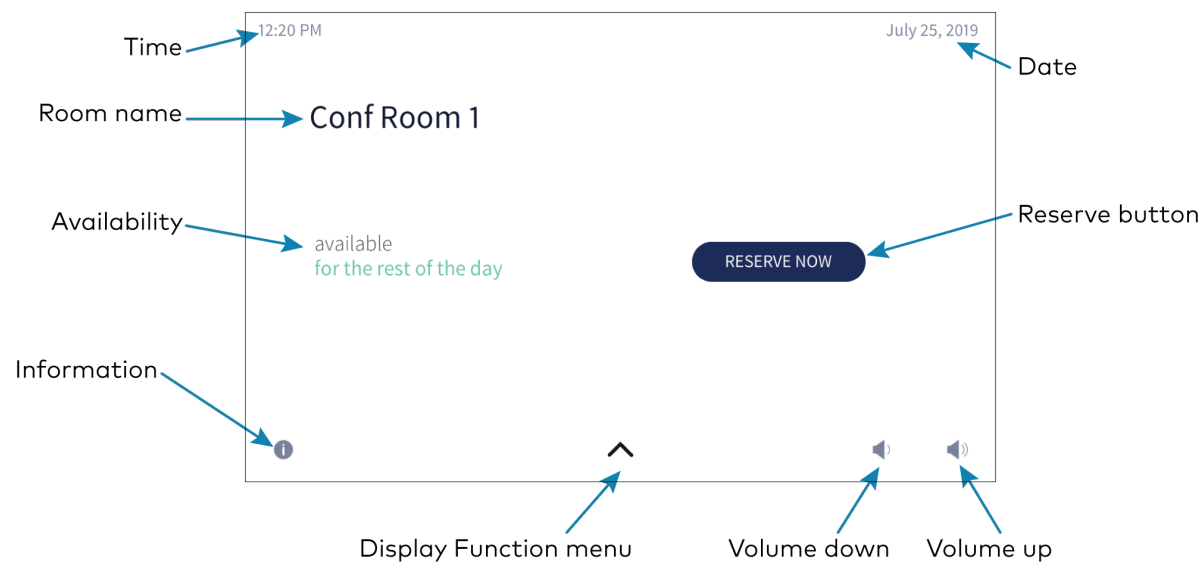 12:20 PM
July 25, 2019
Time
Date
Room name
Conf Room 1
Availability
Reserve button
available
for the rest of the day
RESERVE NOW
Information
i
Display Function menu
Volume down
Volume up